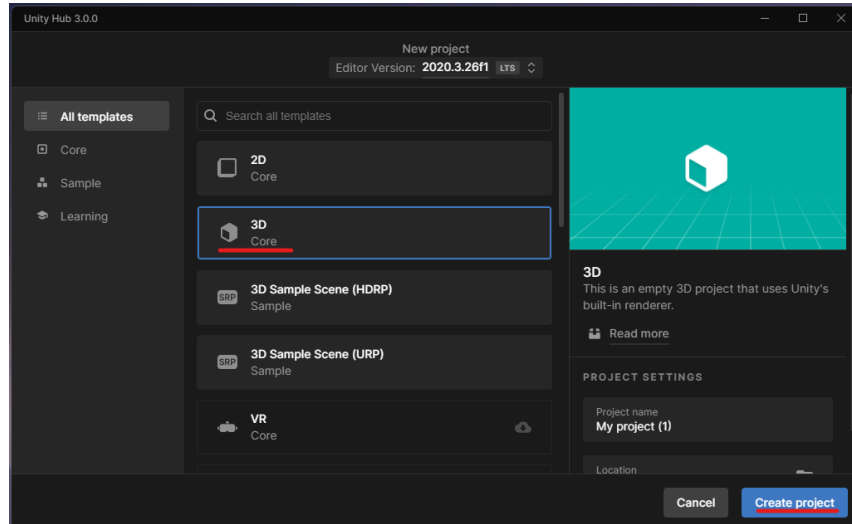 Unity Hub 3.0.0
New project
Editor Version: 2020.3.26f1 LTS
All templates
Core
Sample
Learning
Search all templates
2D
Core
3D
Core
SRP
3D Sample Scene (HDRP)
Sample
SRP
3D Sample Scene (URP)
Sample
VR
Core
3D
This is an empty 3D project that uses Unity's
built-in renderer.
Read more
PROJECT SETTINGS
Project name
My project (1)
Location
Cancel
Create project